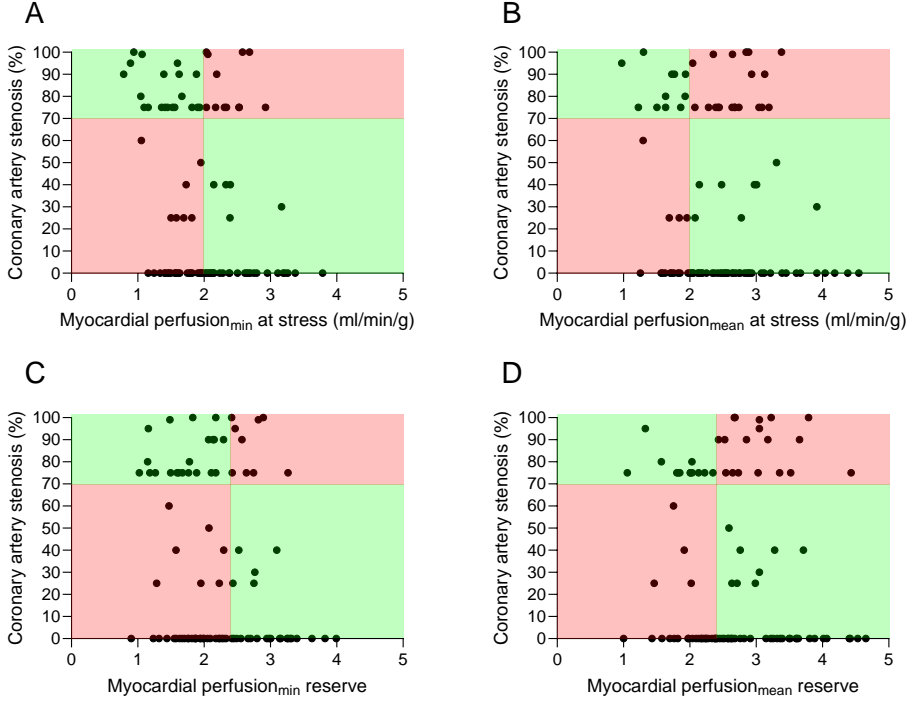 A
Coronary artery stenosis (%)
100
90
80
70
60
50
40
30
20
10
0
0 1 2 3 4 5
Myocardial perfusion_min at stress (ml/min/g)
B
Coronary artery stenosis (%)
100
90
80
70
60
50
40
30
20
10
0
0 1 2 3 4 5
Myocardial perfusion_mean at stress (ml/min/g)
C
Coronary artery stenosis (%)
100
90
80
70
60
50
40
30
20
10
0
0 1 2 3 4 5
Myocardial perfusion_min reserve
D
Coronary artery stenosis (%)
100
90
80
70
60
50
40
30
20
10
0
0 1 2 3 4 5
Myocardial perfusion_mean reserve